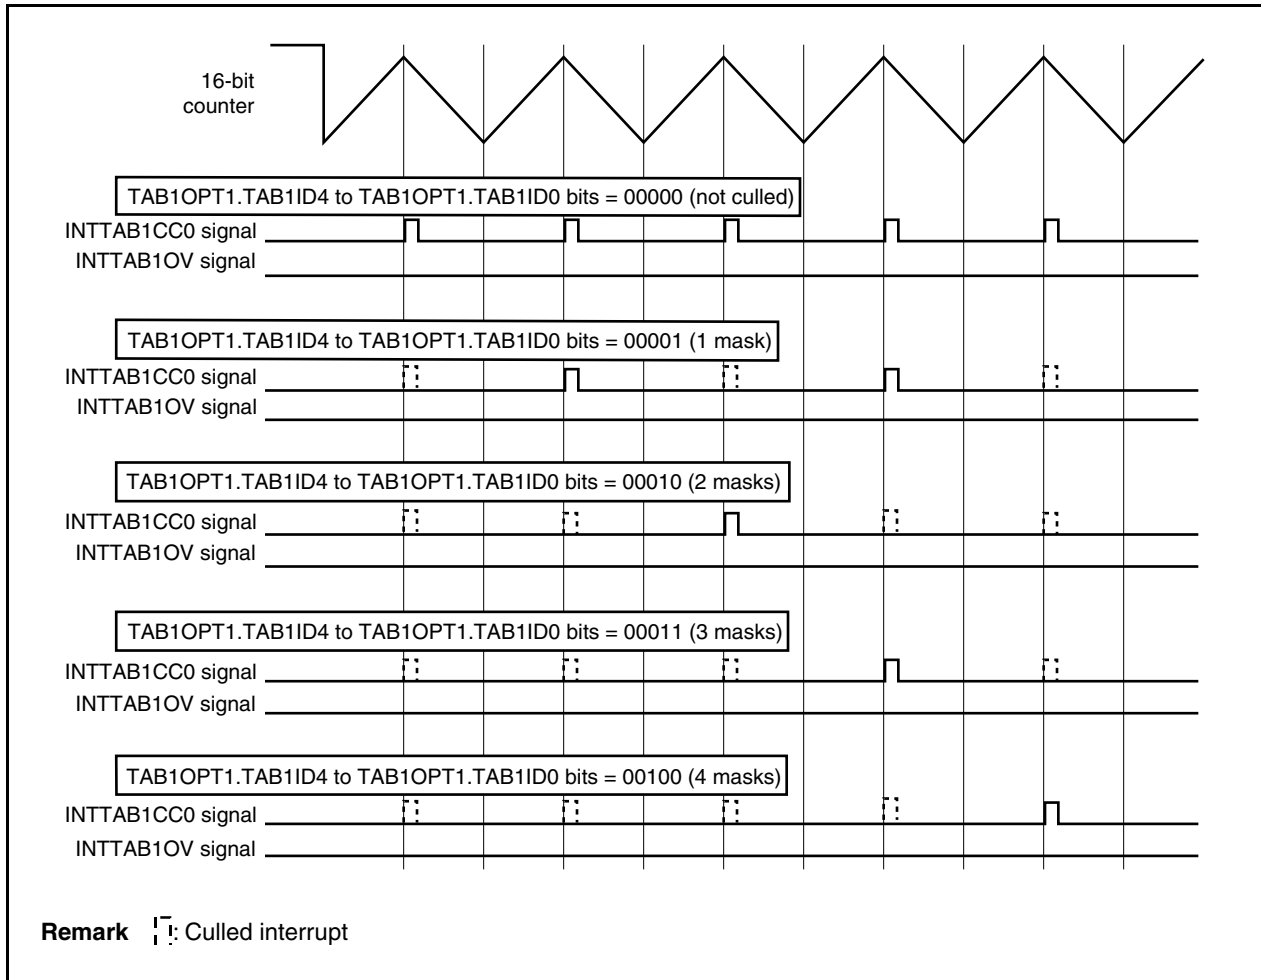 16-bit
counter
TAB1OPT1.TAB1ID4 to TAB1OPT1.TAB1ID0 bits = 00000 (not culled)
INTTAB1CC0 signal
INTTAB1OV signal
TAB1OPT1.TAB1ID4 to TAB1OPT1.TAB1ID0 bits = 00001 (1 mask)
INTTAB1CC0 signal
INTTAB1OV signal
TAB1OPT1.TAB1ID4 to TAB1OPT1.TAB1ID0 bits = 00010 (2 masks)
INTTAB1CC0 signal
INTTAB1OV signal
TAB1OPT1.TAB1ID4 to TAB1OPT1.TAB1ID0 bits = 00011 (3 masks)
INTTAB1CC0 signal
INTTAB1OV signal
TAB1OPT1.TAB1ID4 to TAB1OPT1.TAB1ID0 bits = 00100 (4 masks)
INTTAB1CC0 signal
INTTAB1OV signal
Remark : Culled interrupt